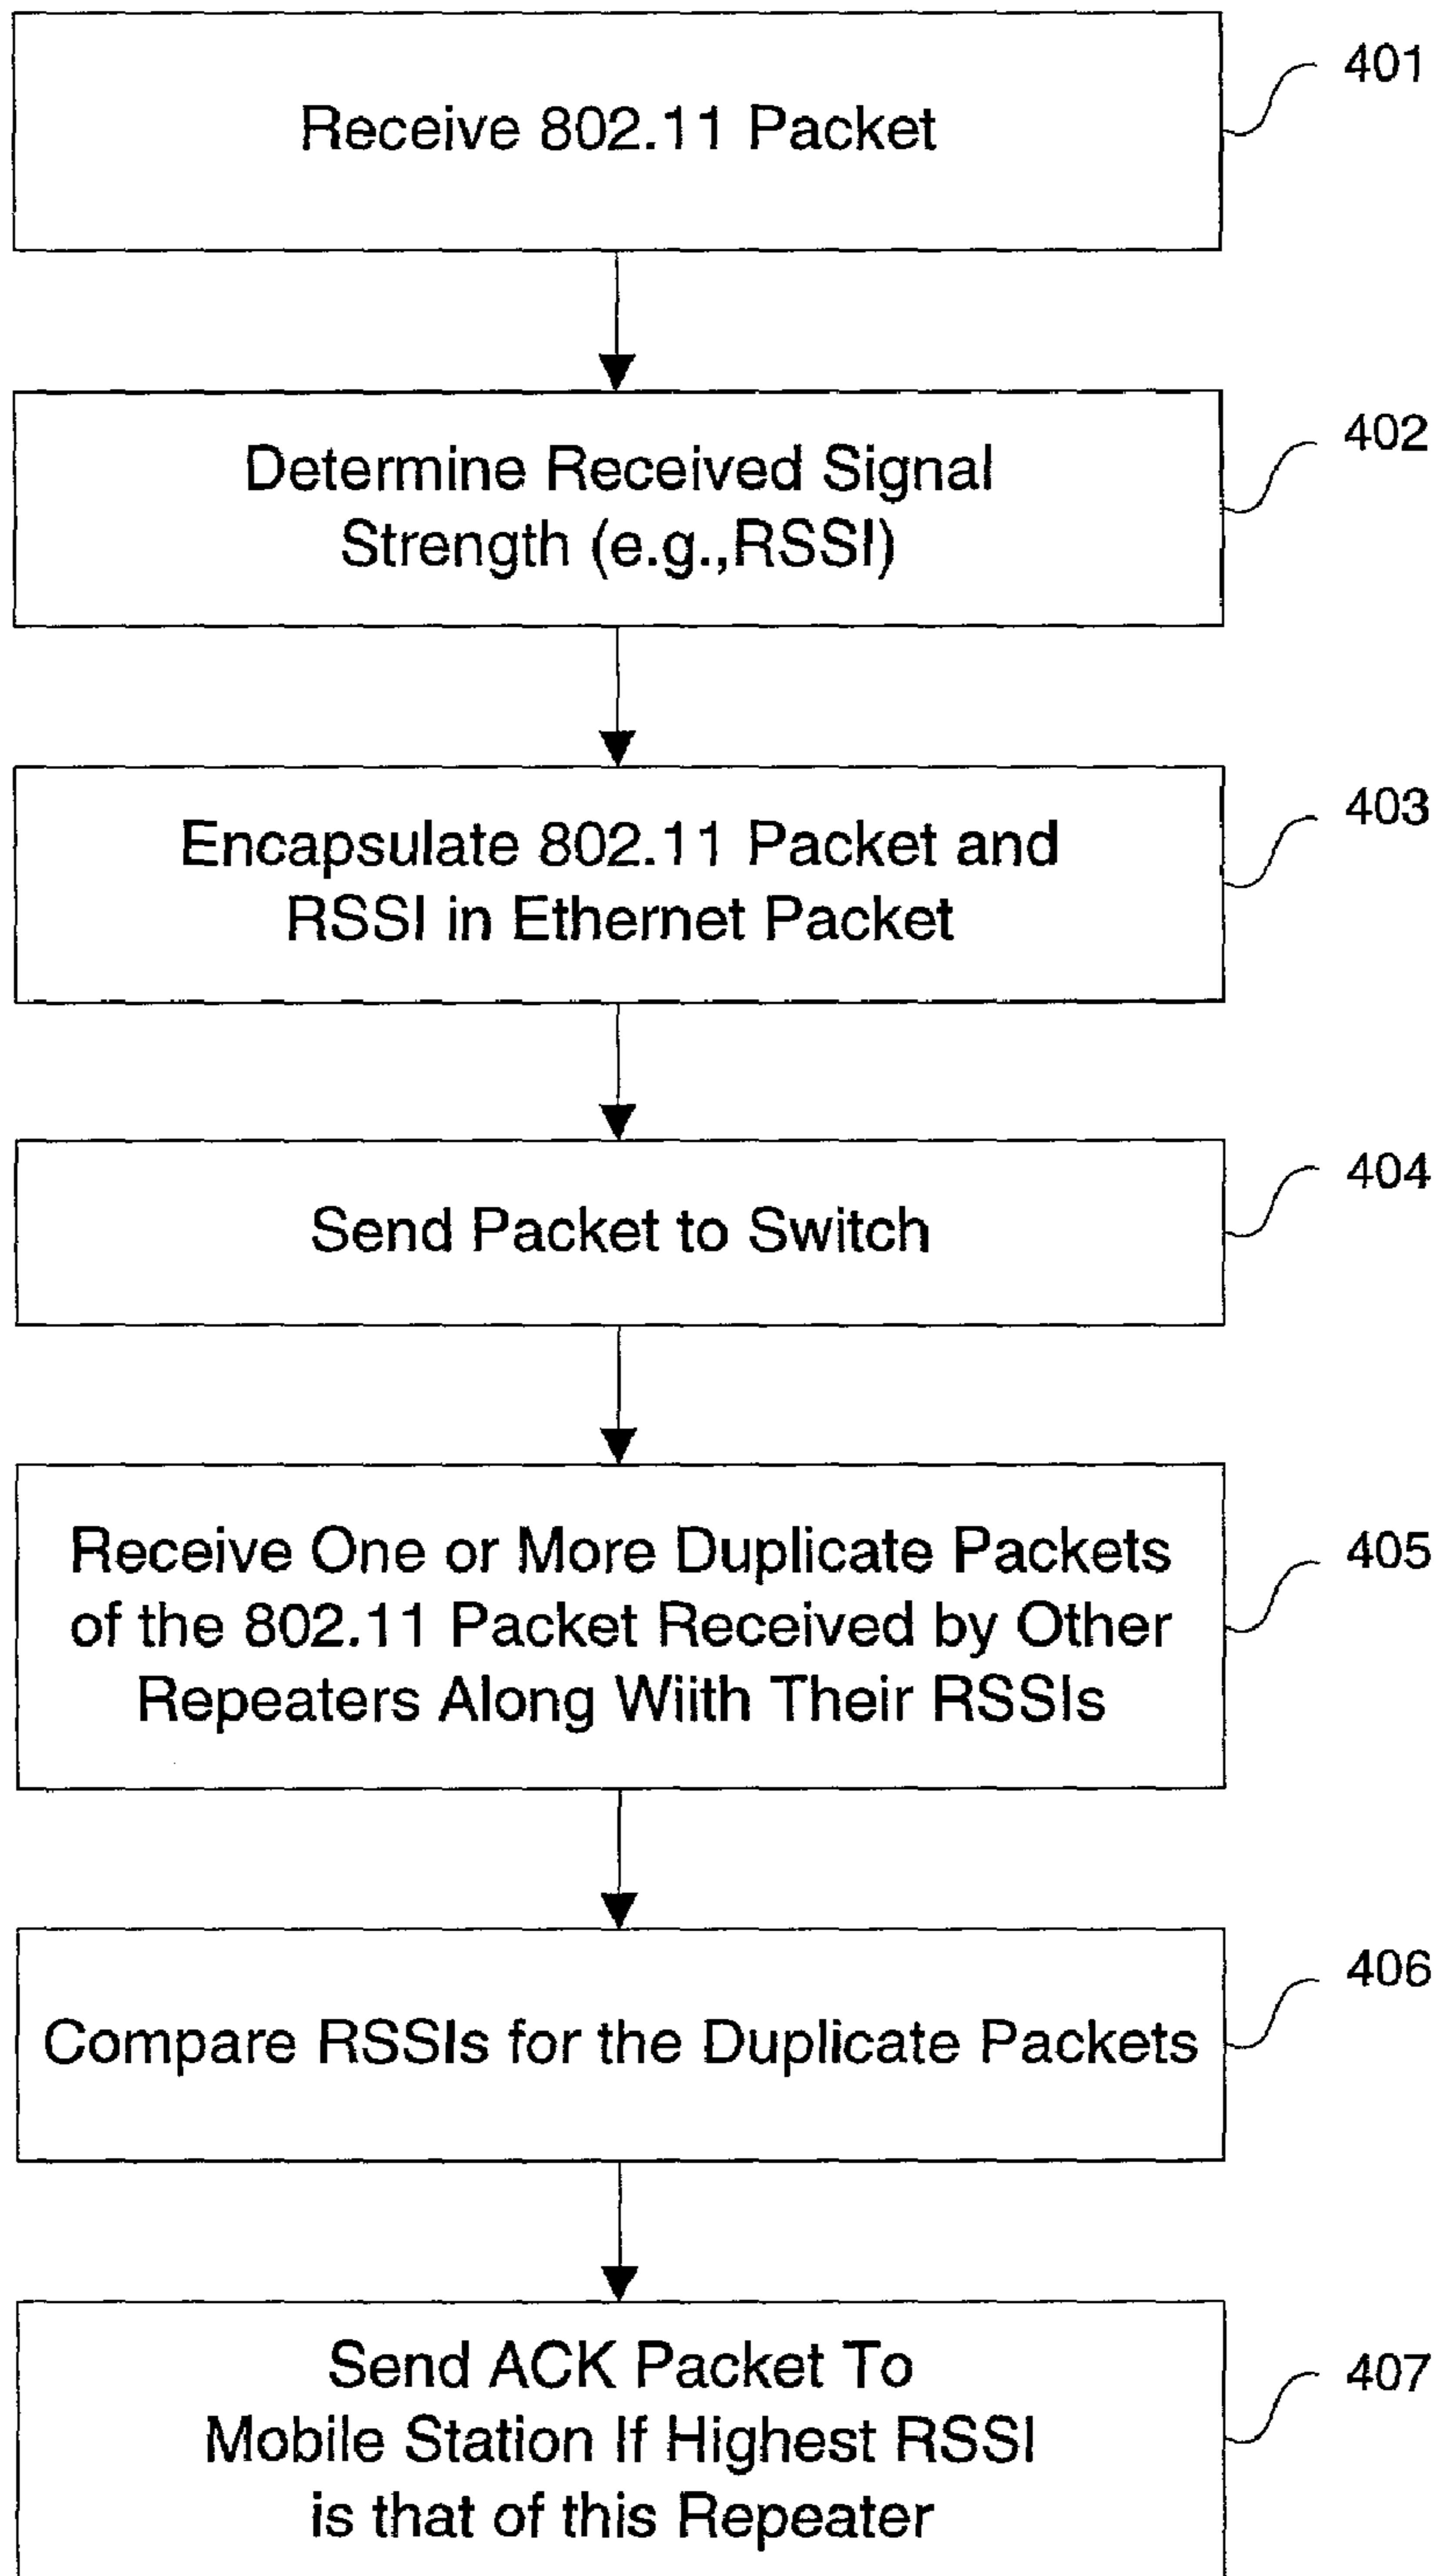 Receive 802.11 Packet
401
Determine Received Signal
Strength (e.g.,RSSI)
402
Encapsulate 802.11 Packet and
RSSI in Ethernet Packet
403
Send Packet to Switch
404
Receive One or More Duplicate Packets
of the 802.11 Packet Received by Other
Repeaters Along Wiith Their RSSIs
405
Compare RSSIs for the Duplicate Packets
406
Send ACK Packet To
Mobile Station If Highest RSSI
is that of this Repeater
407